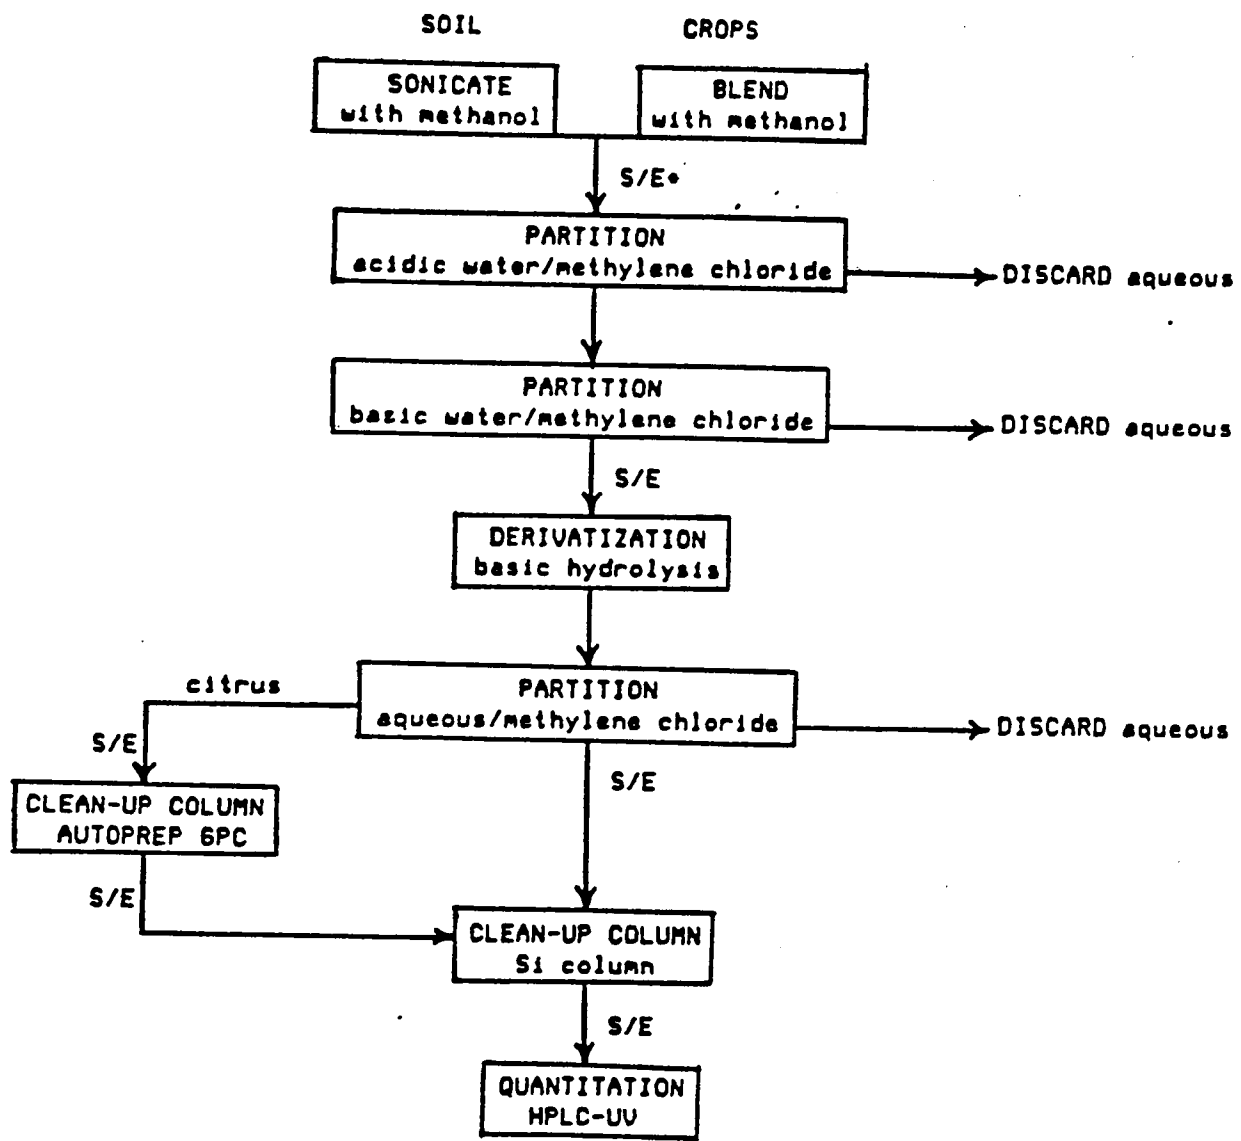 SOIL
CROPS
SONICATE
with methanol
BLEND
with methanol
S/E*
PARTITION
acidic water/methylene chloride
DISCARD aqueous
PARTITION
basic water/methylene chloride
DISCARD aqueous
S/E
DERIVATIZATION
basic hydrolysis
citrus
PARTITION
aqueous/methylene chloride
DISCARD aqueous
S/E
S/E
CLEAN-UP COLUMN
AUTOPREP GPC
S/E
CLEAN-UP COLUMN
Si column
S/E
QUANTITATION
HPLC-UV